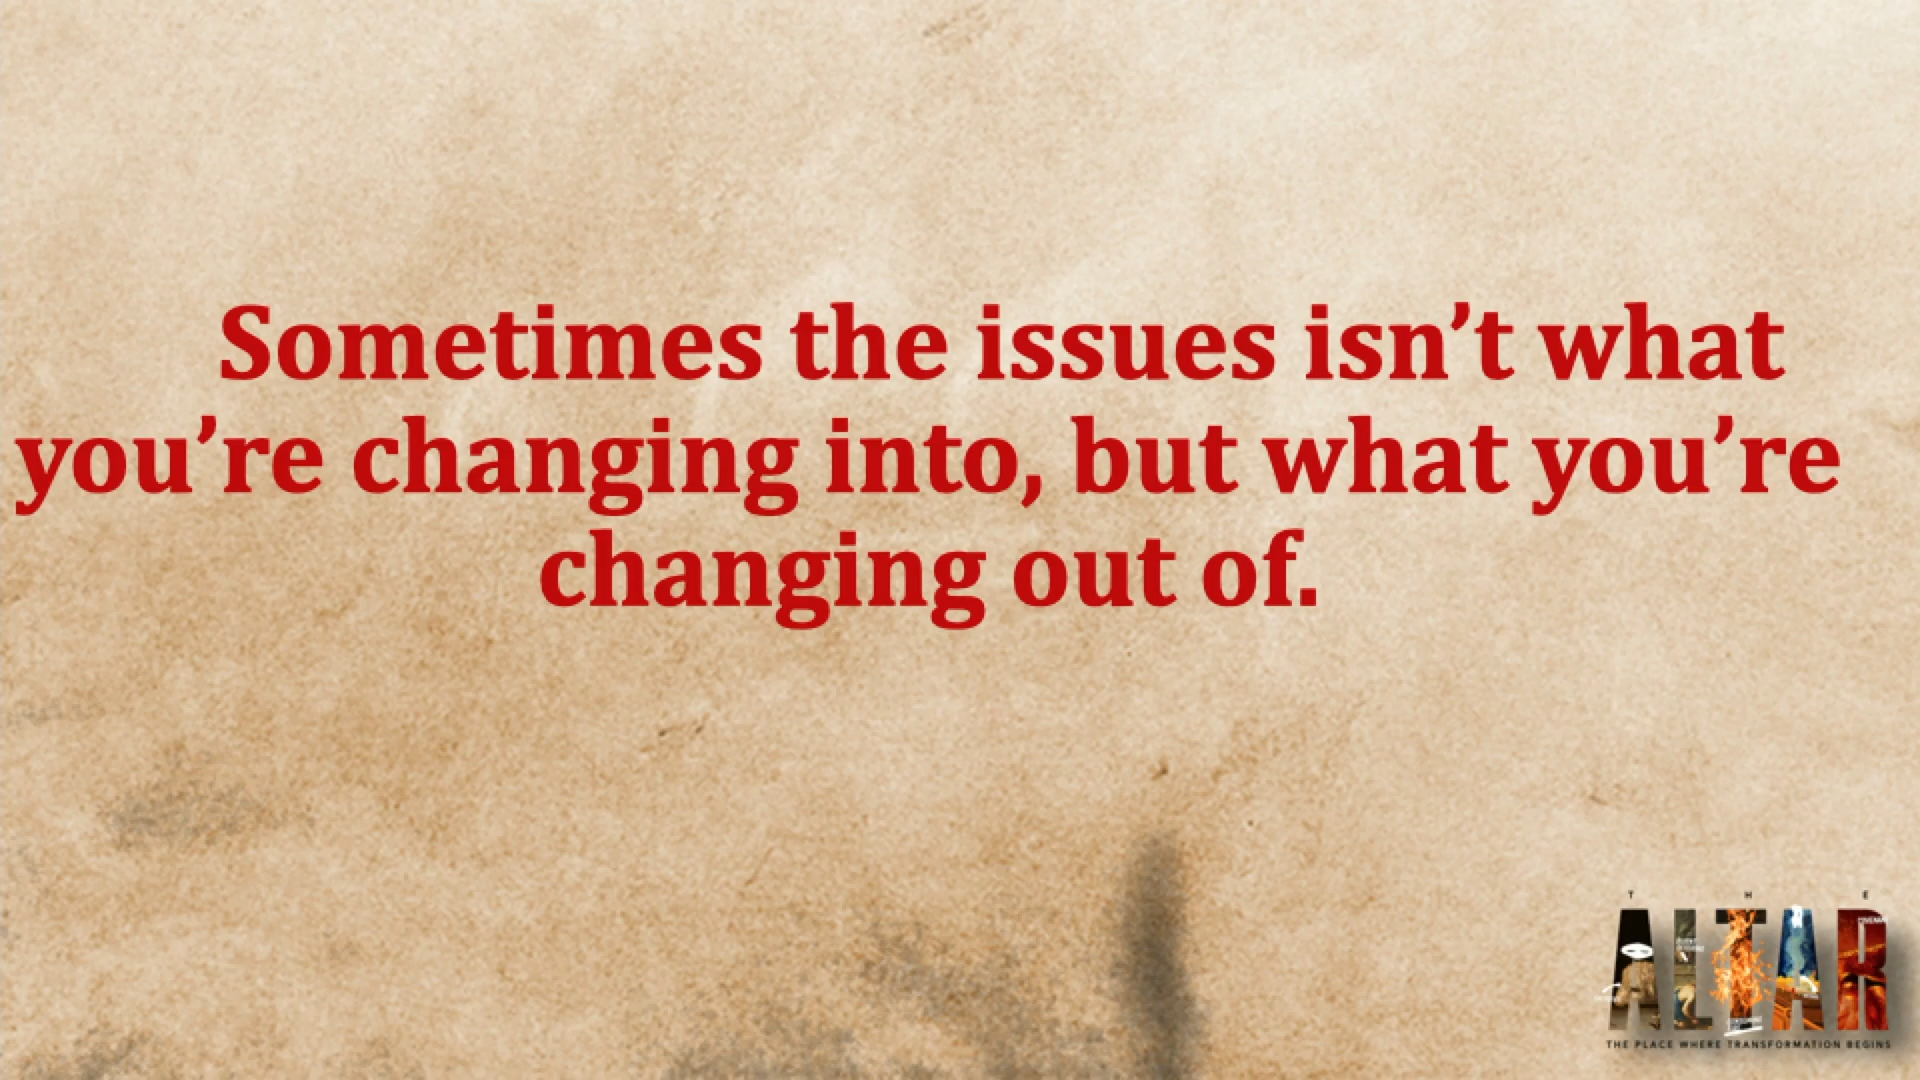 Sometimes the issues isn’t what
you’re changing into, but what you’re
changing out of.
THE
ALTAR
THE PLACE WHERE TRANSFORMATION BEGINS